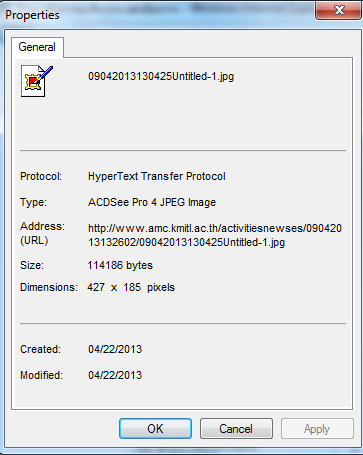 Properties
General
09042013130425Untitled-1.jpg
Protocol: HyperText Transfer Protocol
Type: ACDSee Pro 4 JPEG Image
Address: http://www.amc.kmitl.ac.th/activitiesnewses/090420
(URL) 13132602/09042013130425Untitled-1.jpg
Size: 114186 bytes
Dimensions: 427 x 185 pixels
Created: 04/22/2013
Modified: 04/22/2013
OK Cancel Apply